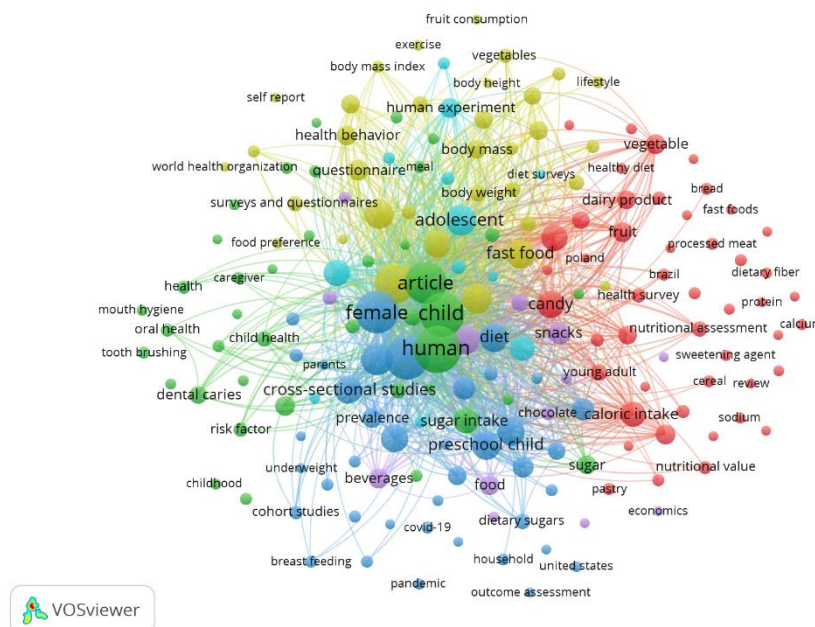 fruit consumption
exercise
vegetables
body mass index
body height
lifestyle
self report
human experiment
health behavior
vegetable
body mass
world health organization
meal
diet surveys
healthy diet
questionnaire
bread
body weight
surveys and questionnaires
dairy product
fast foods
adolescent
fruit
food preference
fast food
processed meat
poland
caregiver
brazil
dietary fiber
health
article
health survey
protein
candy
mouth hygiene
female
child
calcium
oral health
snacks
nutritional assessment
child health
diet
tooth brushing
human
sweetening agent
parents
young adult
cereal
review
dental caries
cross-sectional studies
chocolate
caloric intake
sodium
prevalence
sugar intake
risk factor
preschool child
underweight
sugar
nutritional value
beverages
food
childhood
pastry
cohort studies
economics
covid-19
dietary sugars
breast feeding
household
united states
pandemic
outcome assessment
VOSviewer